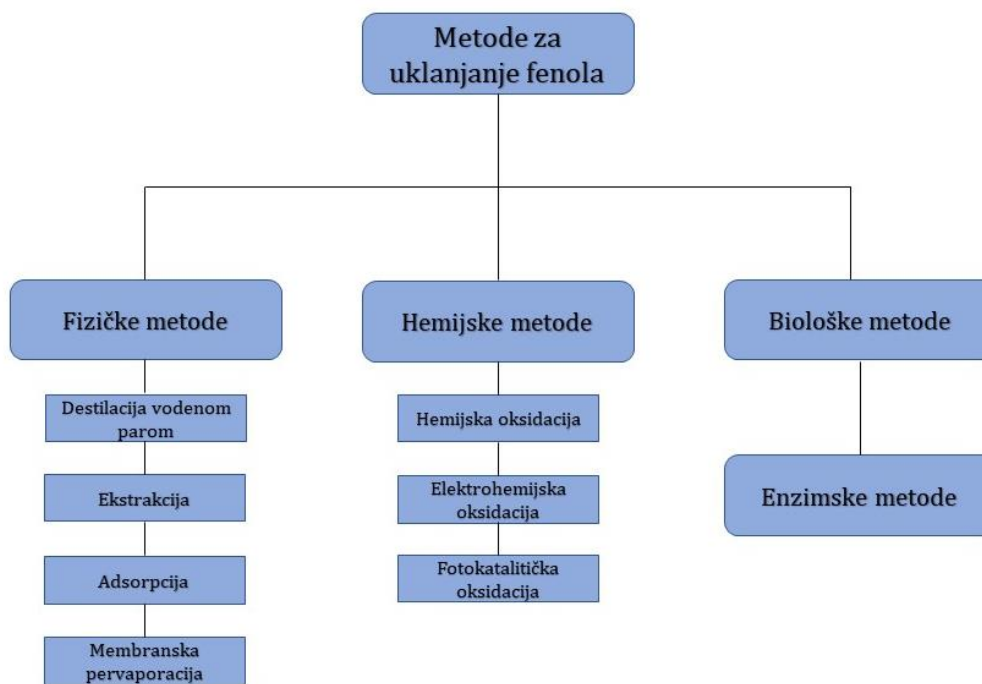 Metode za
uklanjanje fenola
Fizičke metode
Hemijske metode
Biološke metode
Destilacija vodenom
parom
Ekstrakcija
Adsorpcija
Membranska
pervaporacija
Hemijska oksidacija
Elektrohemijska
oksidacija
Fotokatalitička
oksidacija
Enzimske metode